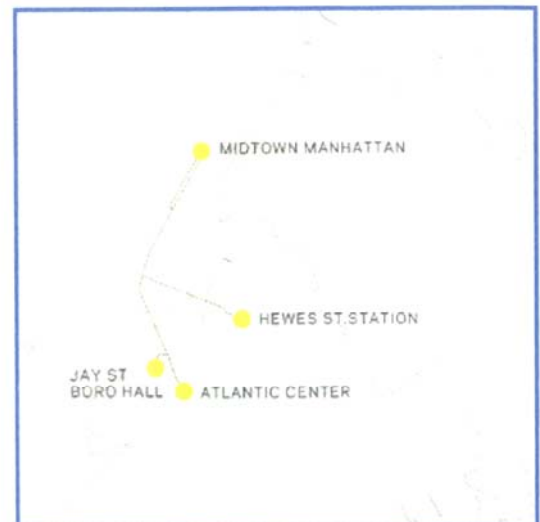 MIDTOWN MANHATTAN
HEWES ST.STATION
JAY ST
BORO HALL
ATLANTIC CENTER